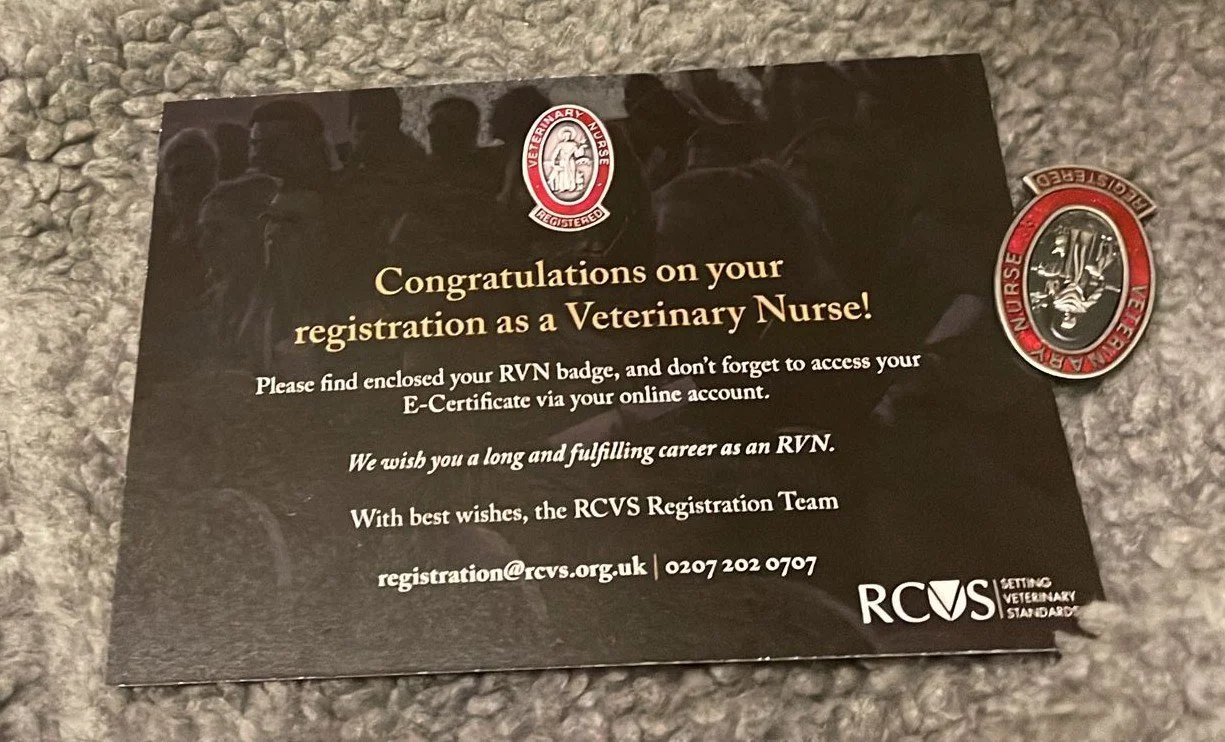 VETERINARY NURSE
REGISTERED
Congratulations on your
registration as a Veterinary Nurse!
Please find enclosed your RVN badge, and don't forget to access your
E-Certificate via your online account.
We wish you a long and fulfilling career as an RVN.
With best wishes, the RCVS Registration Team
registration@rcvs.org.uk | 0207 202 0707
RCVS
SETTING
VETERINARY
STANDARDS
REGISTERED
VETERINARY NURSE